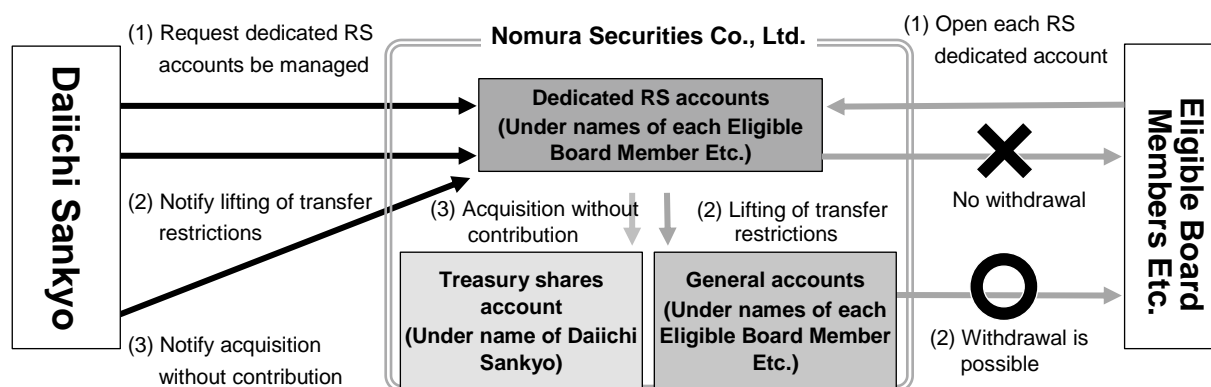 Daiichi Sankyo
(1) Request dedicated RS
accounts be managed
(2) Notify lifting of transfer
restrictions
(3) Notify acquisition
without contribution
Nomura Securities Co., Ltd.
Dedicated RS accounts
(Under names of each Eligible
Board Member Etc.)
(3) Acquisition without
contribution
(2) Lifting of transfer
restrictions
Treasury shares
account
(Under name of Daiichi
Sankyo)
General accounts
(Under names of each
Eligible Board Member
Etc.)
(1) Open each RS
dedicated account
No withdrawal
(2) Withdrawal is
possible
Eligible Board
Members Etc.